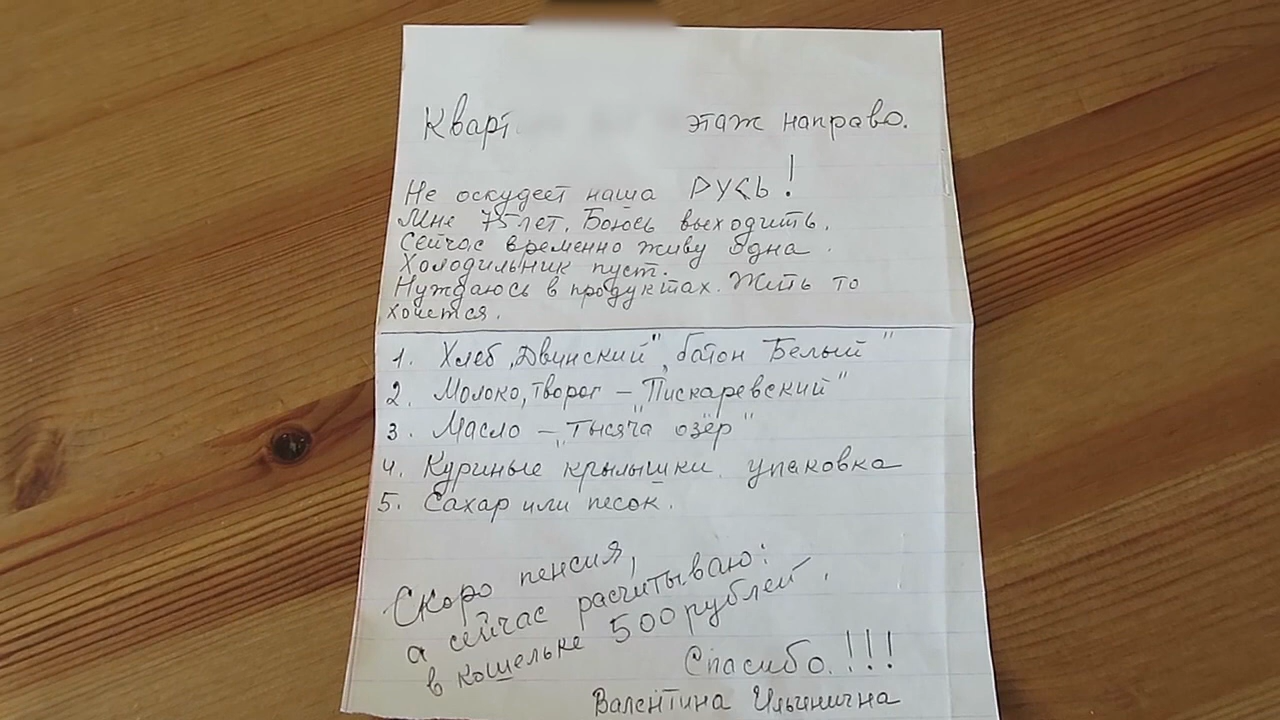 Кварт. этаж направо.
Не оскудеет наша РУСЬ!
Мне 75 лет. Боюсь выходить.
Сейчас временно живу одна.
Холодильник пуст.
Нуждаюсь в продуктах. Жить то
хочется.
1. Хлеб „Двинский", батон Белый"
2. Молоко, творог – "Пискаревский"
3. Масло – „Тысяча озёр"
4. Куриные крылышки упаковка
5. Сахар или песок.
Скоро пенсия,
а сейчас расчитываю:
в кошельке 500 рублей.
Спасибо.!!!
Валентина Ильинична